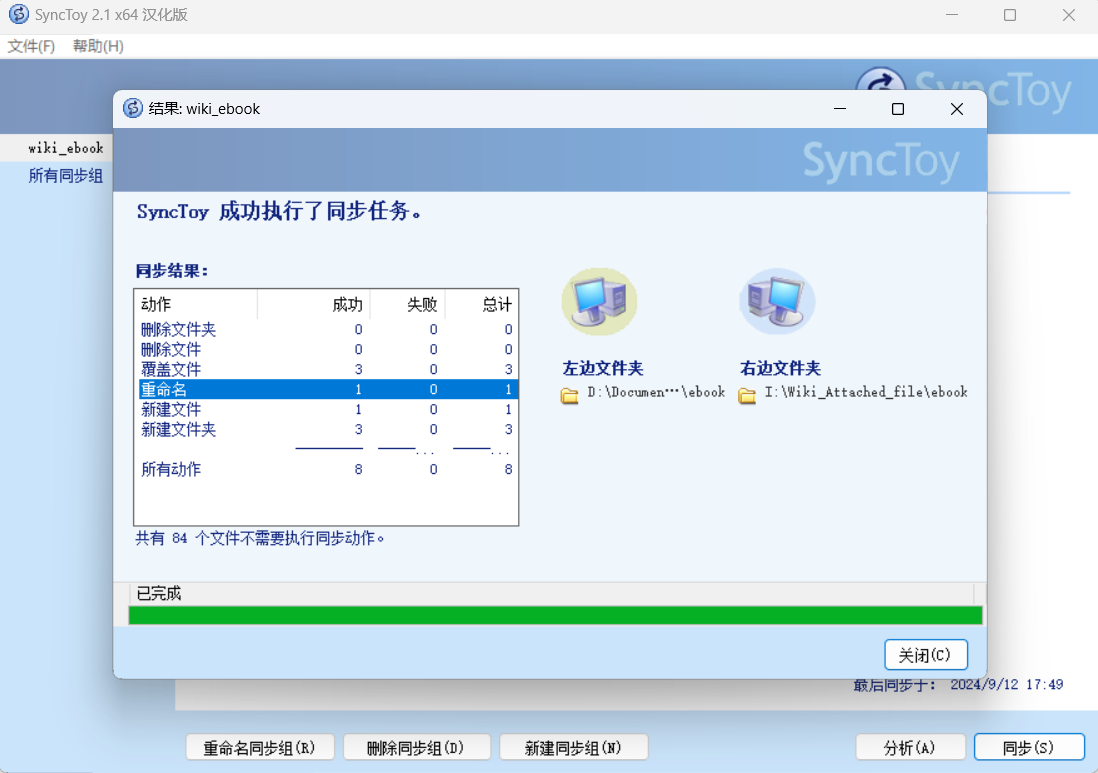 SyncToy 2.1 x64 汉化版
文件(F) 帮助(H)
SyncToy
wiki_ebook
所有同步组
结果: wiki_ebook
SyncToy
SyncToy 成功执行了同步任务。
同步结果：
动作 成功 失败 总计
删除文件夹 0 0 0
删除文件 0 0 0
覆盖文件 3 0 3
重命名 1 0 1
新建文件 1 0 1
新建文件夹 3 0 3
所有动作 8 0 8
共有 84 个文件不需要执行同步动作。
左边文件夹
D:\Documen…\ebook
右边文件夹
I:\Wiki_Attached_file\ebook
已完成
关闭(C)
最后同步于： 2024/9/12 17:49
重命名同步组(R) 删除同步组(D) 新建同步组(N) 分析(A) 同步(S)